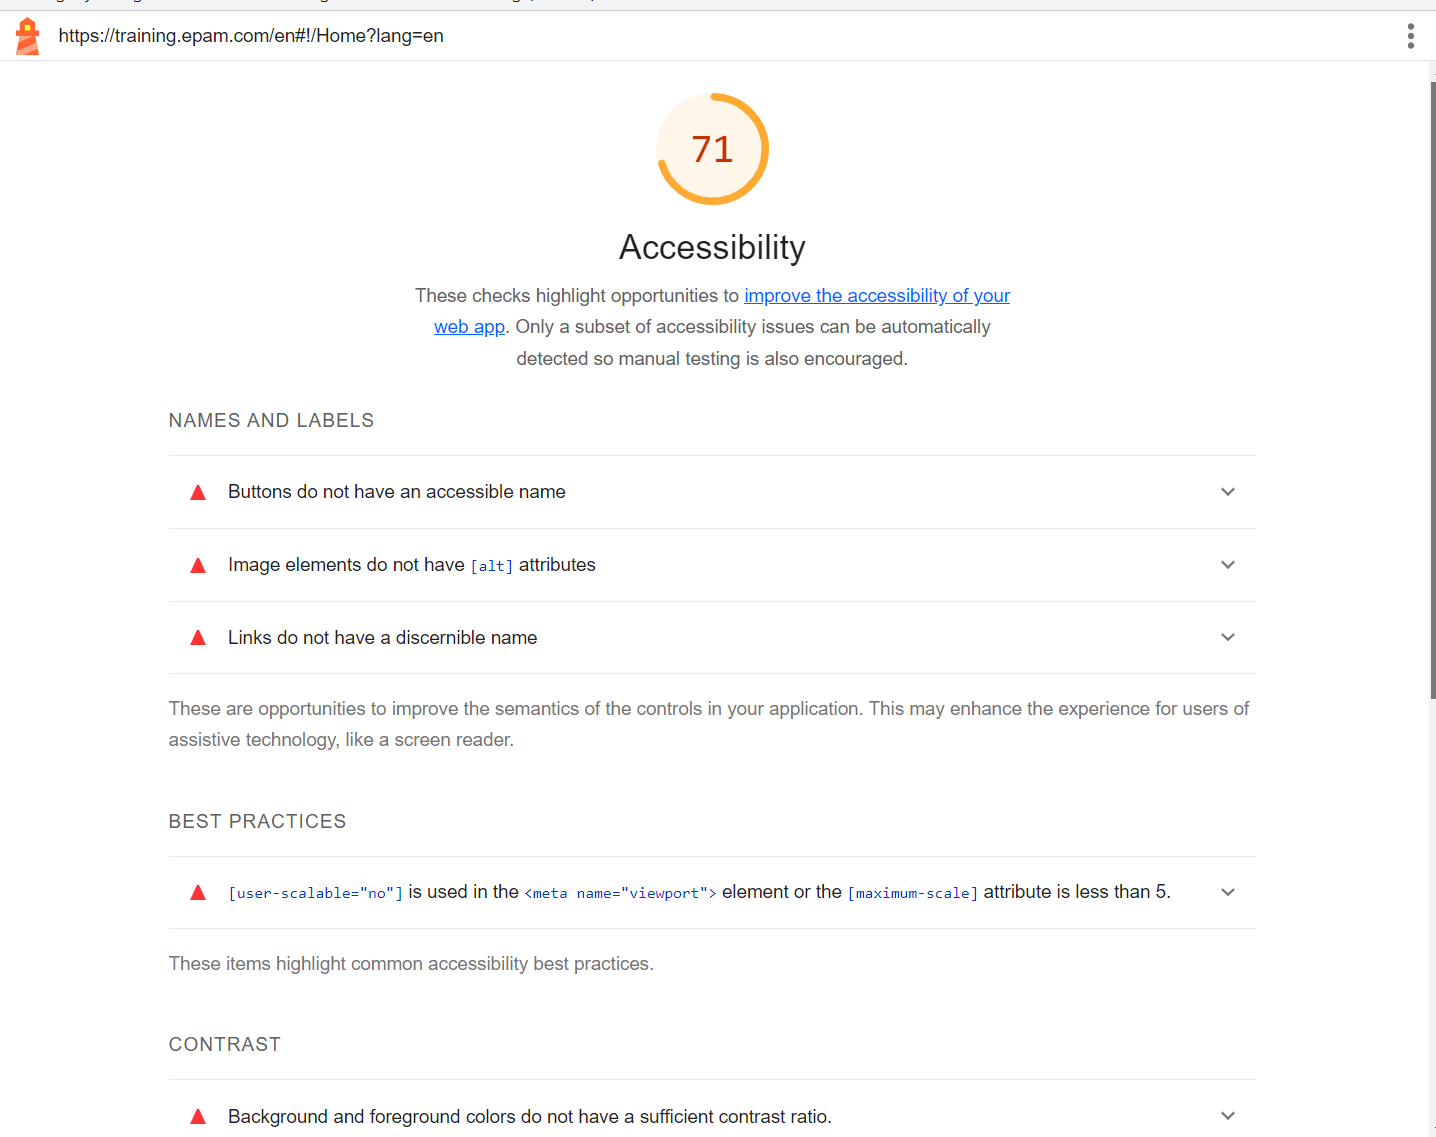 https://training.epam.com/en#!/Home?lang=en
71
Accessibility
These checks highlight opportunities to improve the accessibility of your
web app. Only a subset of accessibility issues can be automatically
detected so manual testing is also encouraged.
NAMES AND LABELS
Buttons do not have an accessible name
Image elements do not have [alt] attributes
Links do not have a discernible name
These are opportunities to improve the semantics of the controls in your application. This may enhance the experience for users of
assistive technology, like a screen reader.
BEST PRACTICES
[user-scalable="no"] is used in the <meta name="viewport"> element or the [maximum-scale] attribute is less than 5.
These items highlight common accessibility best practices.
CONTRAST
Background and foreground colors do not have a sufficient contrast ratio.